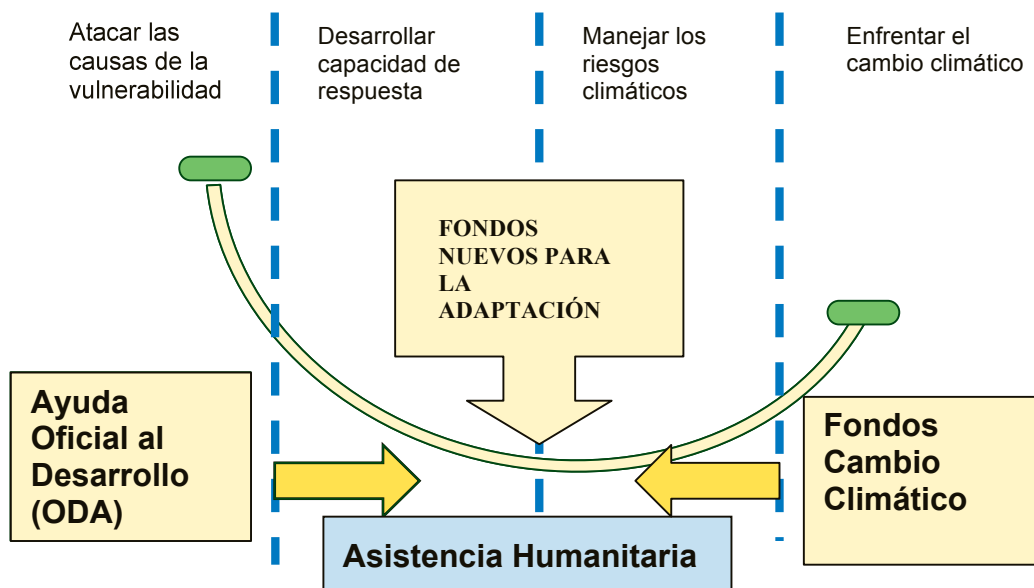 Atacar las
causas de la
vulnerabilidad
Desarrollar
capacidad de
respuesta
Manejar los
riesgos
climáticos
Enfrentar el
cambio climático
FONDOS
NUEVOS PARA
LA
ADAPTACIÓN
Ayuda
Oficial al
Desarrollo
(ODA)
Fondos
Cambio
Climático
Asistencia Humanitaria